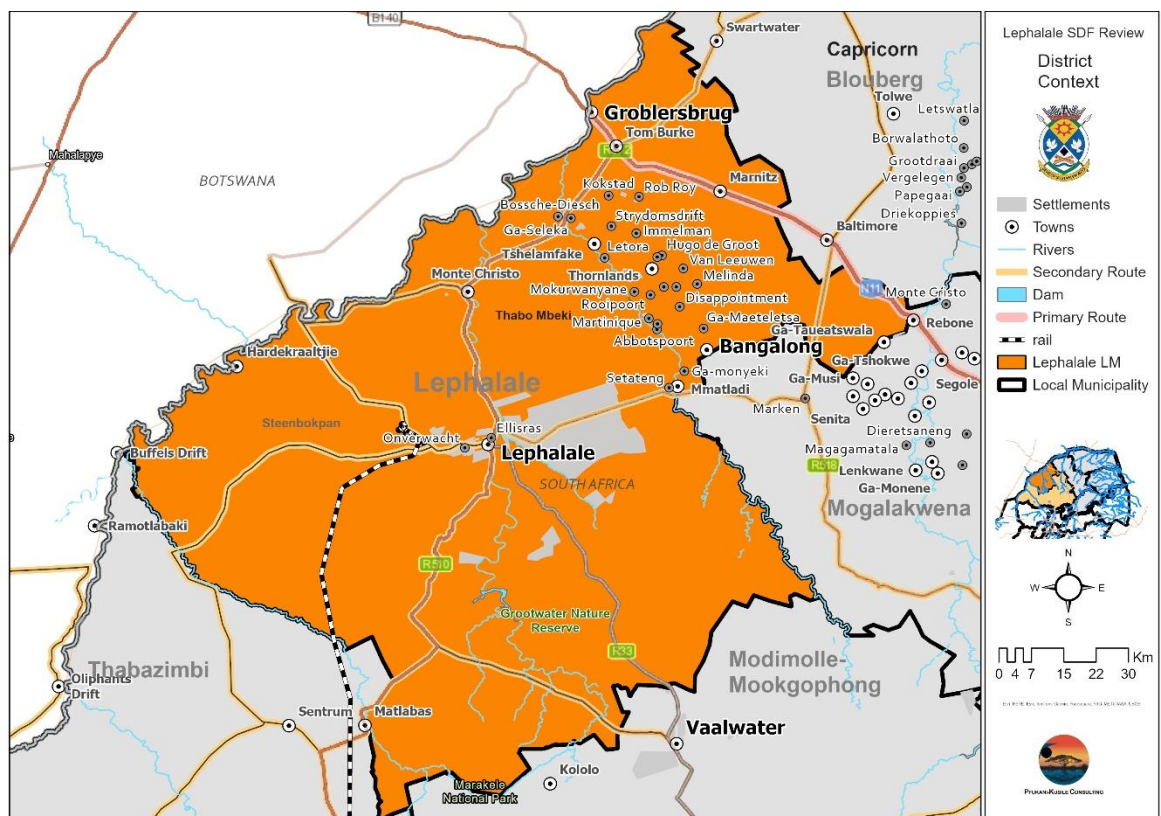 B140
Swartwater
Capricorn
Blouberg
Tolwe
Letswatla
Borwalathoto
Grootdraai
Vergelegen
Papegaai
Driekoppies
Groblersbrug
Tom Burke
Mahalapye
BOTSWANA
Kokstad
Rob Roy
Marnitz
Bossche-Diesch
Strydomsdrift
Ga-Seleka
Immelman
Baltimore
Tshelamfake
Letora
Hugo de Groot
Van Leeuwen
Monte Christo
Thornlands
Melinda
N11
Monte Cristo
Mokurwanyane
Disappointment
Rooipoort
Thabo Mbeki
Martinique
Ga-Maeteletsa
Ga-Taueatswala
Rebone
Abbotspoort
Bangalong
Hardekraaltjie
Ga-Tshokwe
Ga-monyeki
Lephalale
Setateng
Mmatladi
Ga-Musi
Segole
Marken
Senita
Steenbokpan
Ellisras
Onverwacht
Lephalale
Dieretsaneng
Buffels Drift
Magagamatala
R518
Lenkwane
SOUTH AFRICA
Ga-Monene
Mogalakwena
Ramotlabaki
R510
Grootwater Nature
Reserve
R33
Thabazimbi
Modimolle-
Mookgophong
Oliphants
Drift
Sentrum
Matlabas
Vaalwater
Kololo
Marakele
National Park
Lephalale SDF Review
District
Context
Settlements
Towns
Rivers
Secondary Route
Dam
Primary Route
rail
Lephalale LM
Local Municipality
N
W E
S
Km
0 4 7 15 22 30
PFUKANI-KUSILE CONSULTING